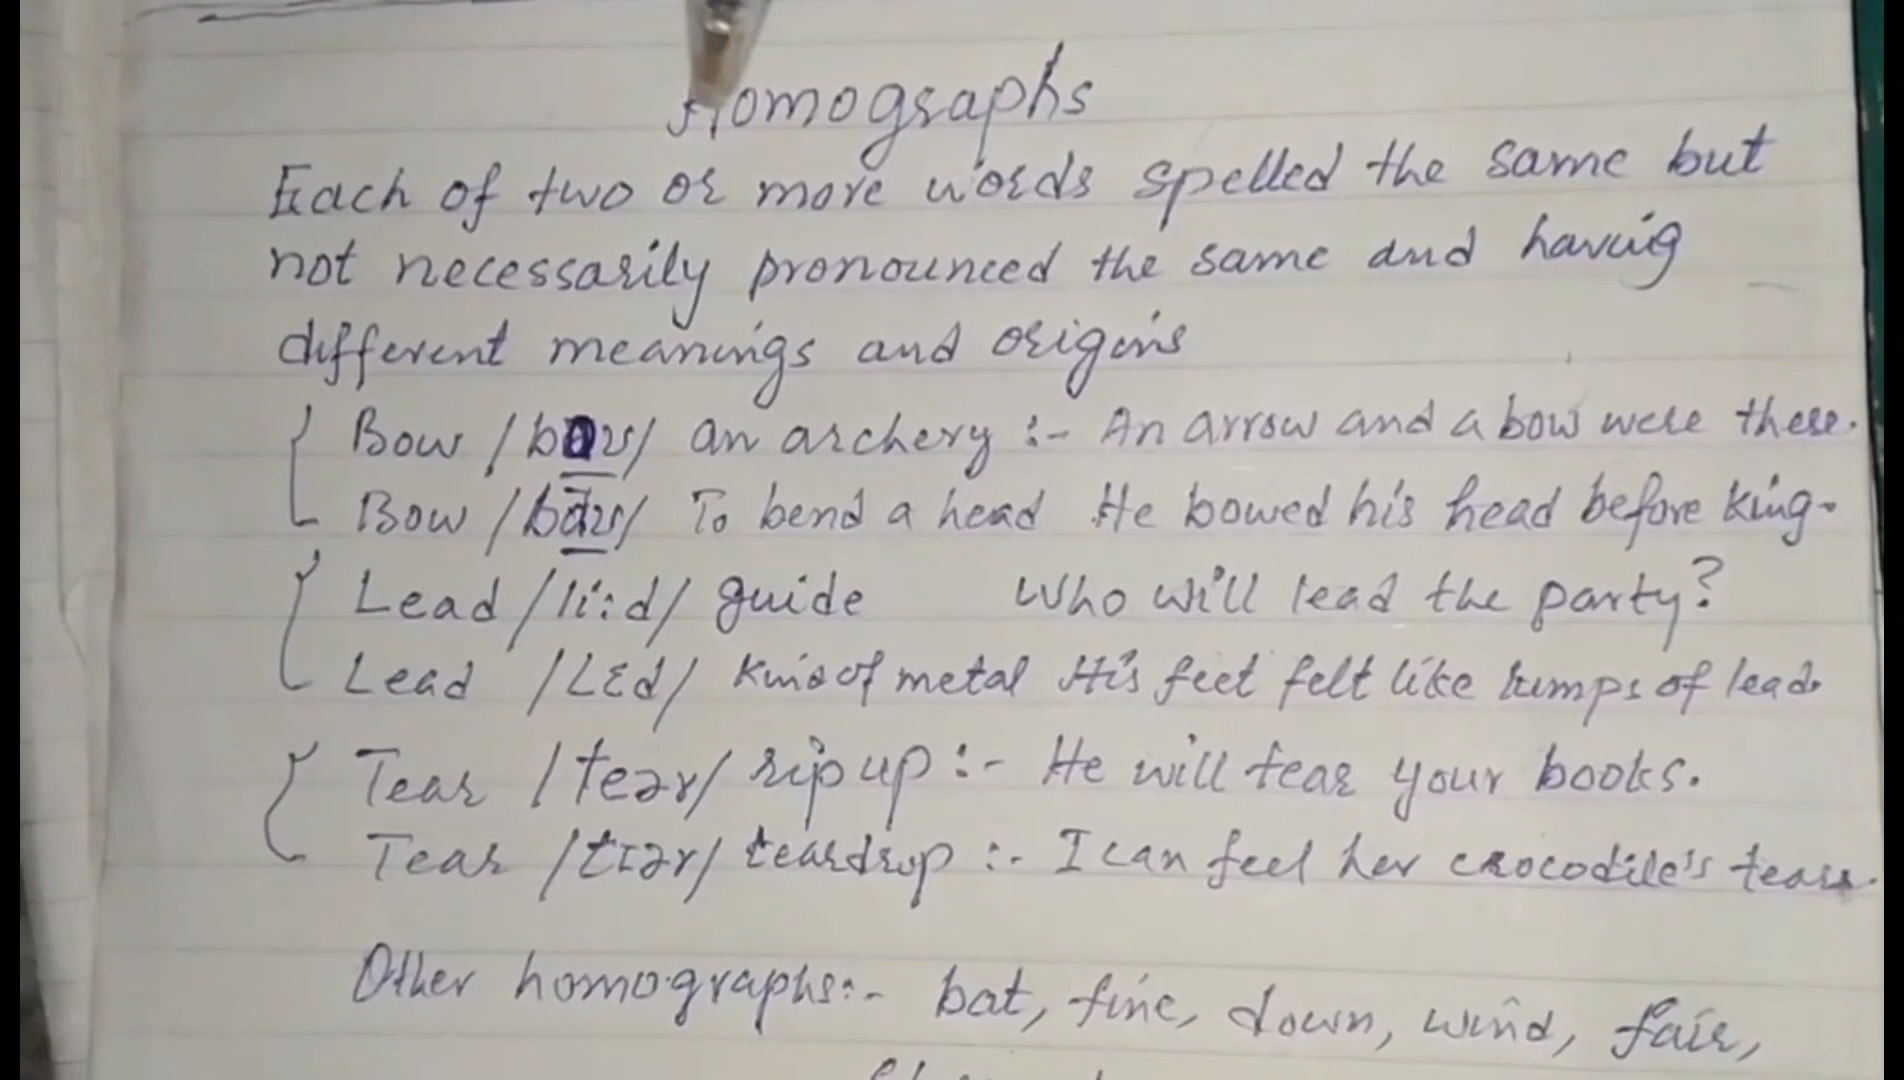 Homographs
Each of two or more words spelled the same but
not necessarily pronounced the same and having
different meanings and origins
Bow /bou/ an archery :- An arrow and a bow were there.
Bow /baʊ/ To bend a head He bowed his head before king.
Lead /li:d/ guide Who will lead the party?
Lead /Lɛd/ Kind of metal His feet felt like lumps of lead.
Tear /teər/ rip up :- He will tear your books.
Tear /tɪər/ teardrop :- I can feel her crocodile's tears.
Other homographs:- bat, fine, down, wind, fair,